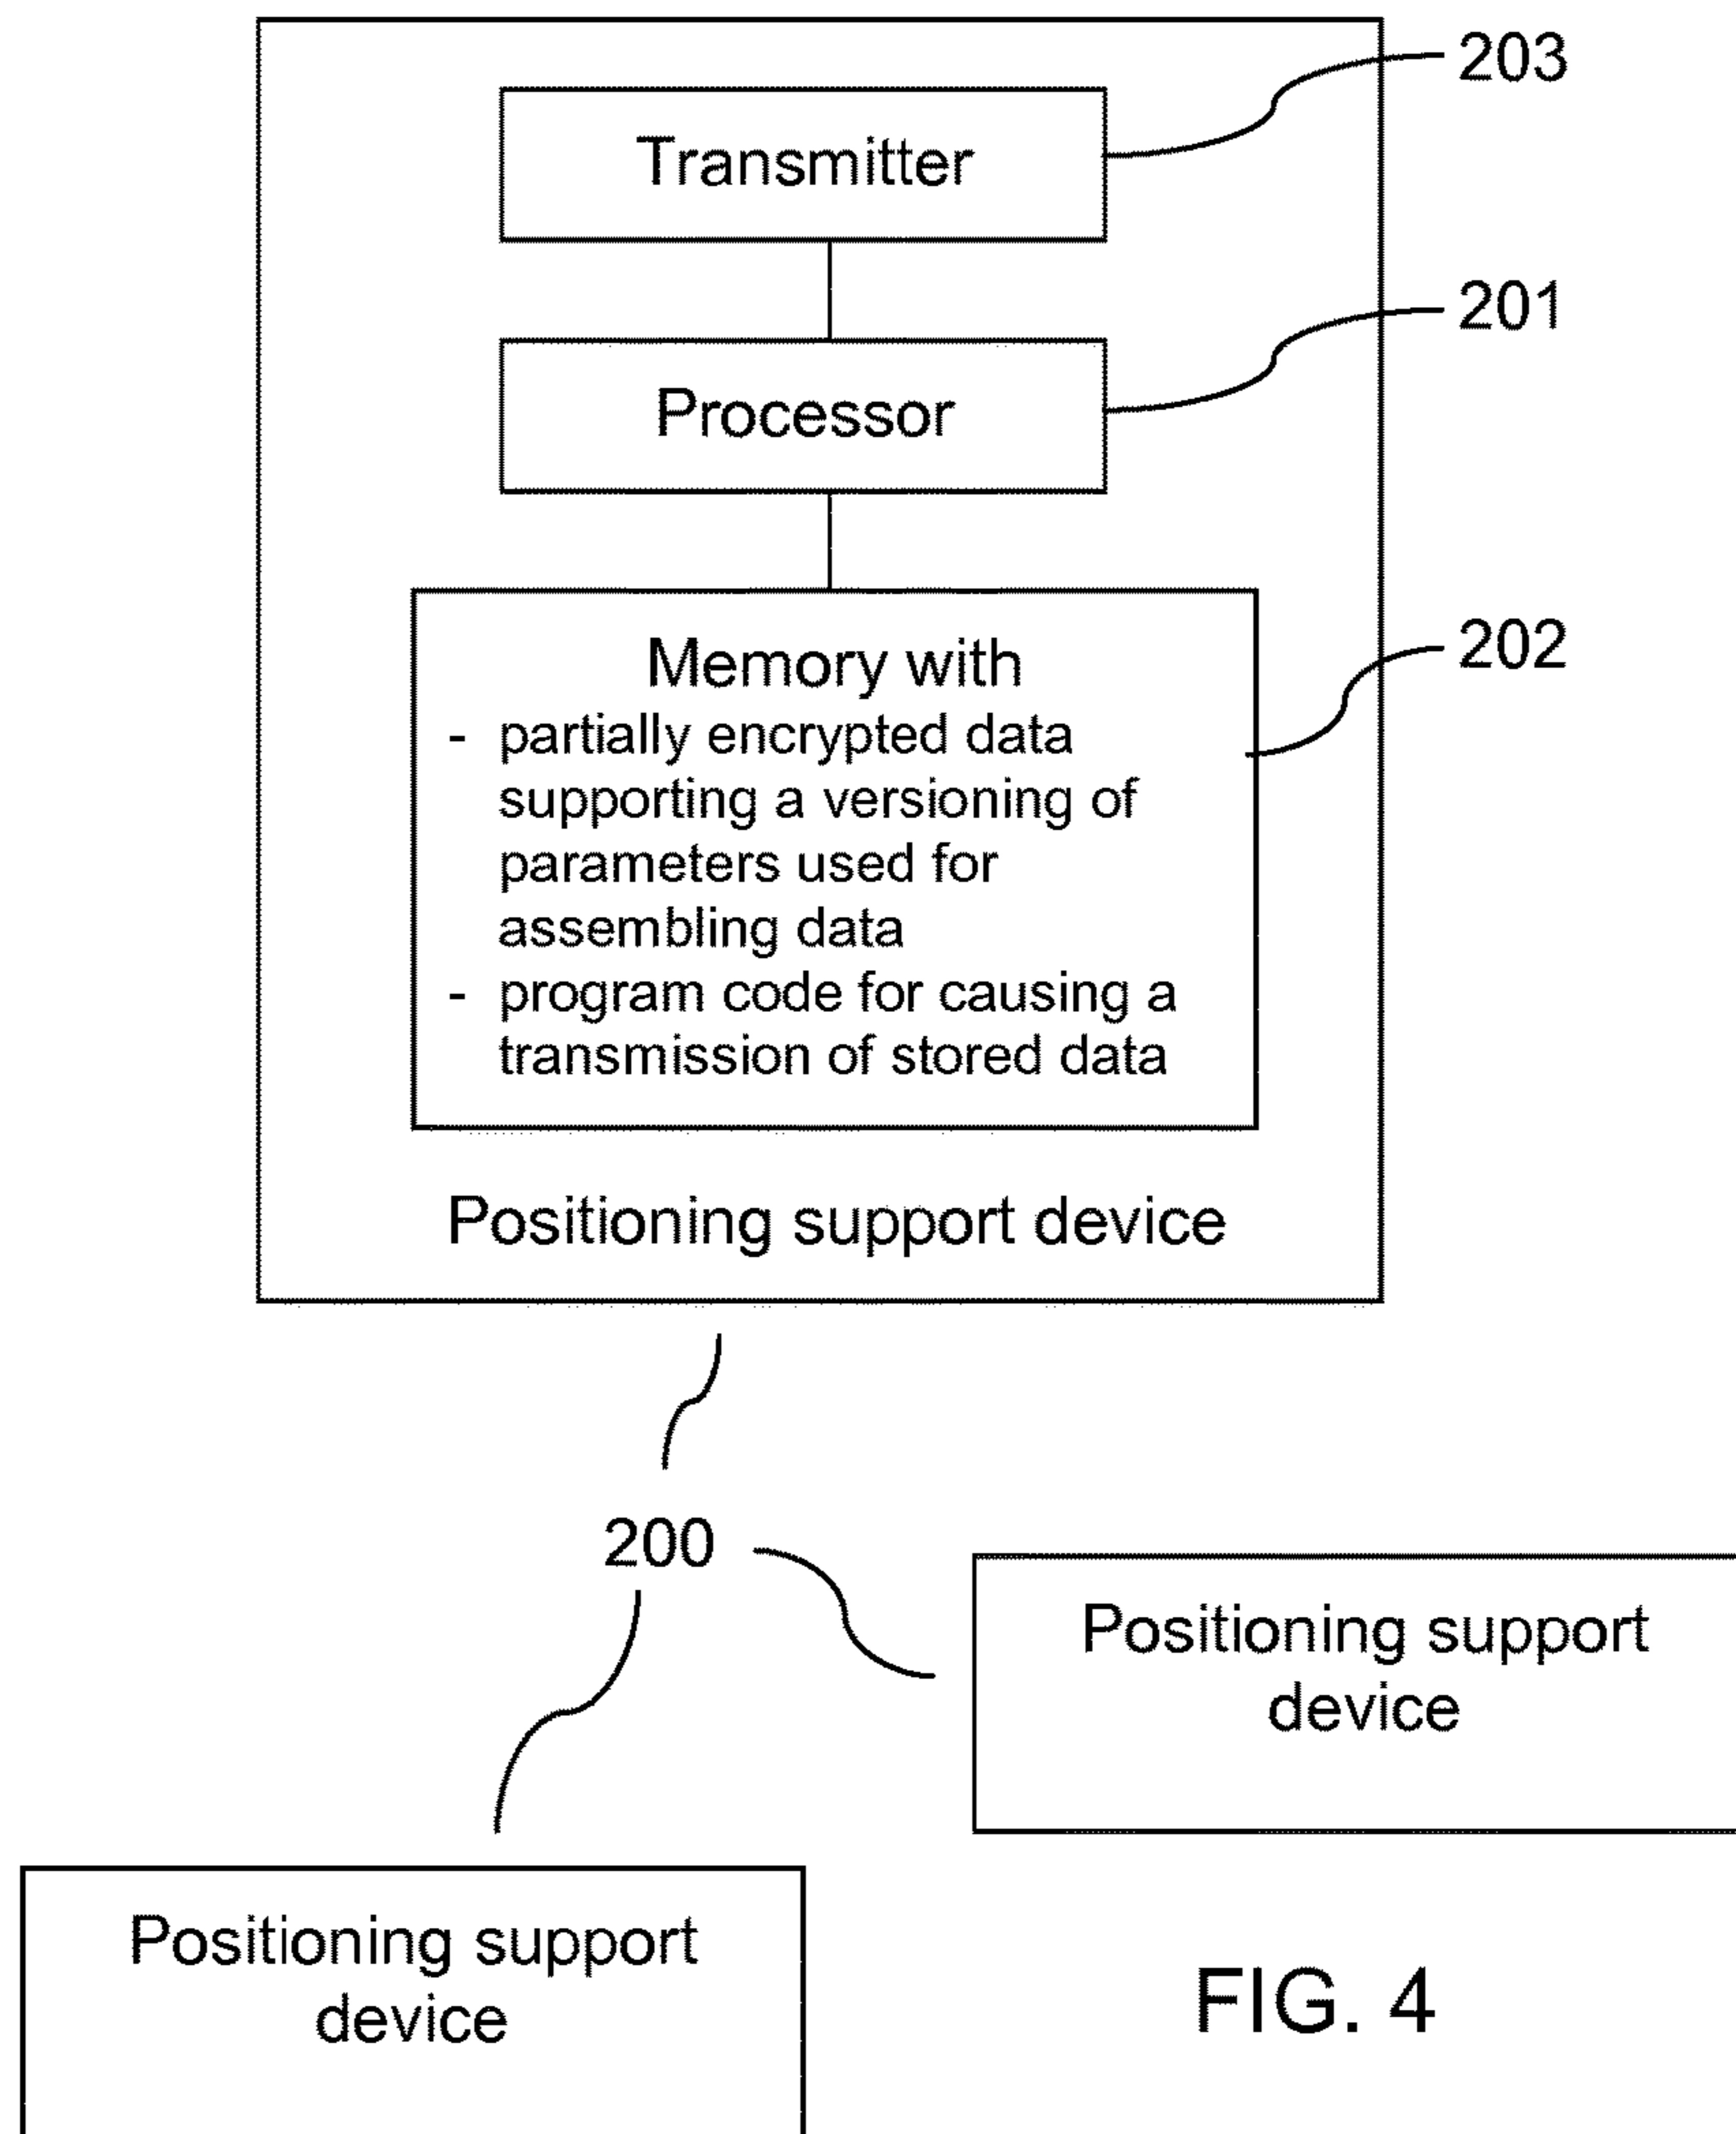 203
Transmitter
201
Processor
202
Memory with
- partially encrypted data
supporting a versioning of
parameters used for
assembling data
- program code for causing a
transmission of stored data
Positioning support device
200
Positioning support
device
Positioning support
device
FIG. 4